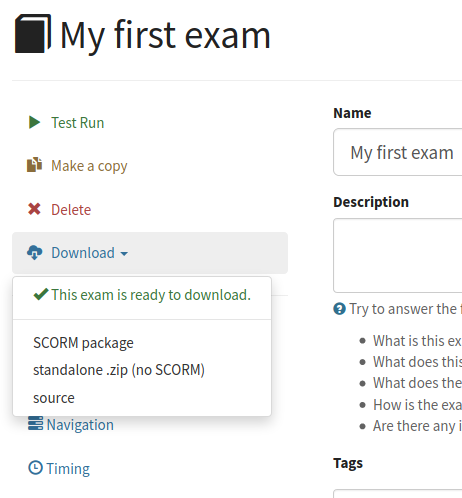 My first exam
Test Run
Make a copy
Delete
Download
This exam is ready to download.
SCORM package
standalone .zip (no SCORM)
source
Navigation
Timing
Name
My first exam
Description
Try to answer the
What is this
What does this
What does the
How is the
Are there any
Tags